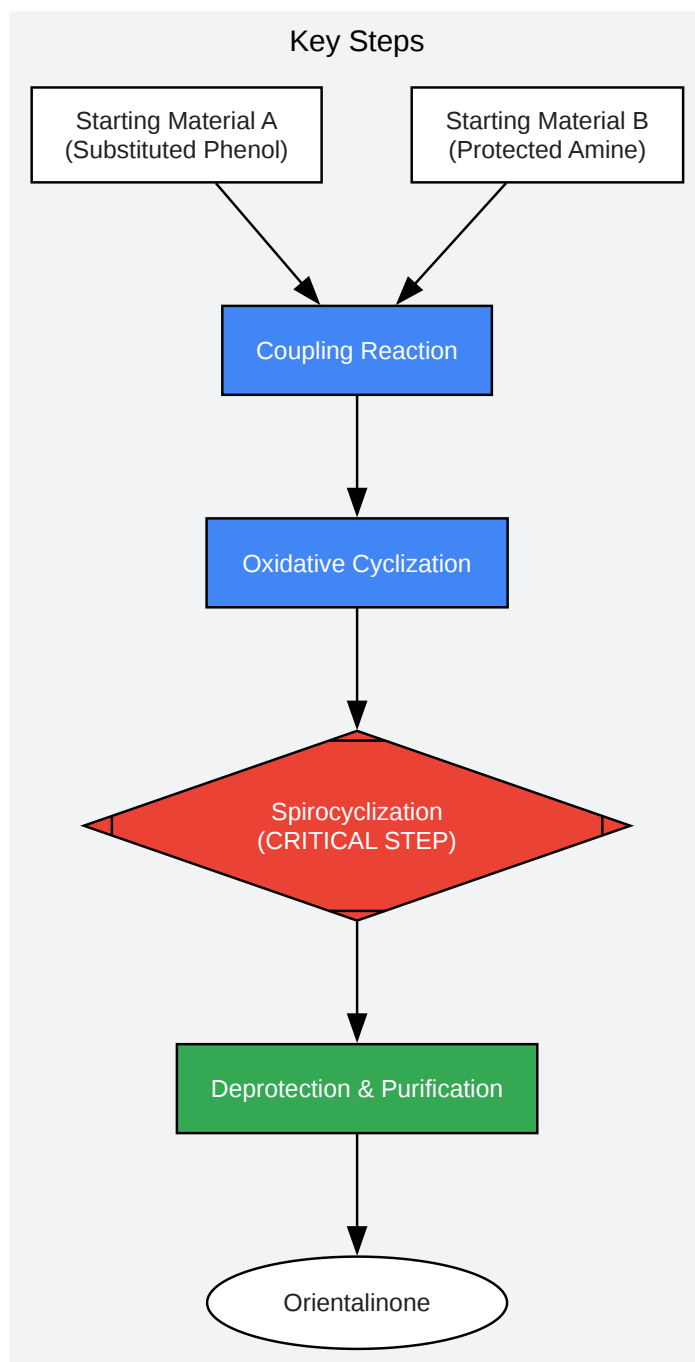 Key Steps
Starting Material A
(Substituted Phenol)
Starting Material B
(Protected Amine)
Coupling Reaction
Oxidative Cyclization
Spirocyclization
(CRITICAL STEP)
Deprotection & Purification
Orientalinone